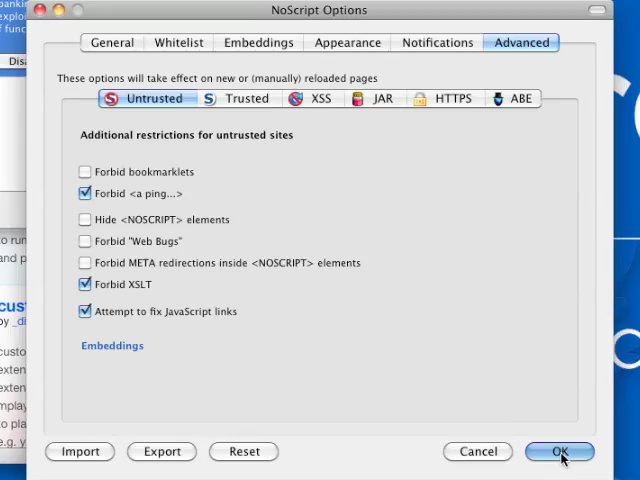 NoScript Options
General Whitelist Embeddings Appearance Notifications Advanced
These options will take effect on new or (manually) reloaded pages
Untrusted Trusted XSS JAR HTTPS ABE
Additional restrictions for untrusted sites
Forbid bookmarklets
Forbid <a ping...>
Hide <NOSCRIPT> elements
Forbid "Web Bugs"
Forbid META redirections inside <NOSCRIPT> elements
Forbid XSLT
Attempt to fix JavaScript links
Embeddings
Import Export Reset Cancel OK